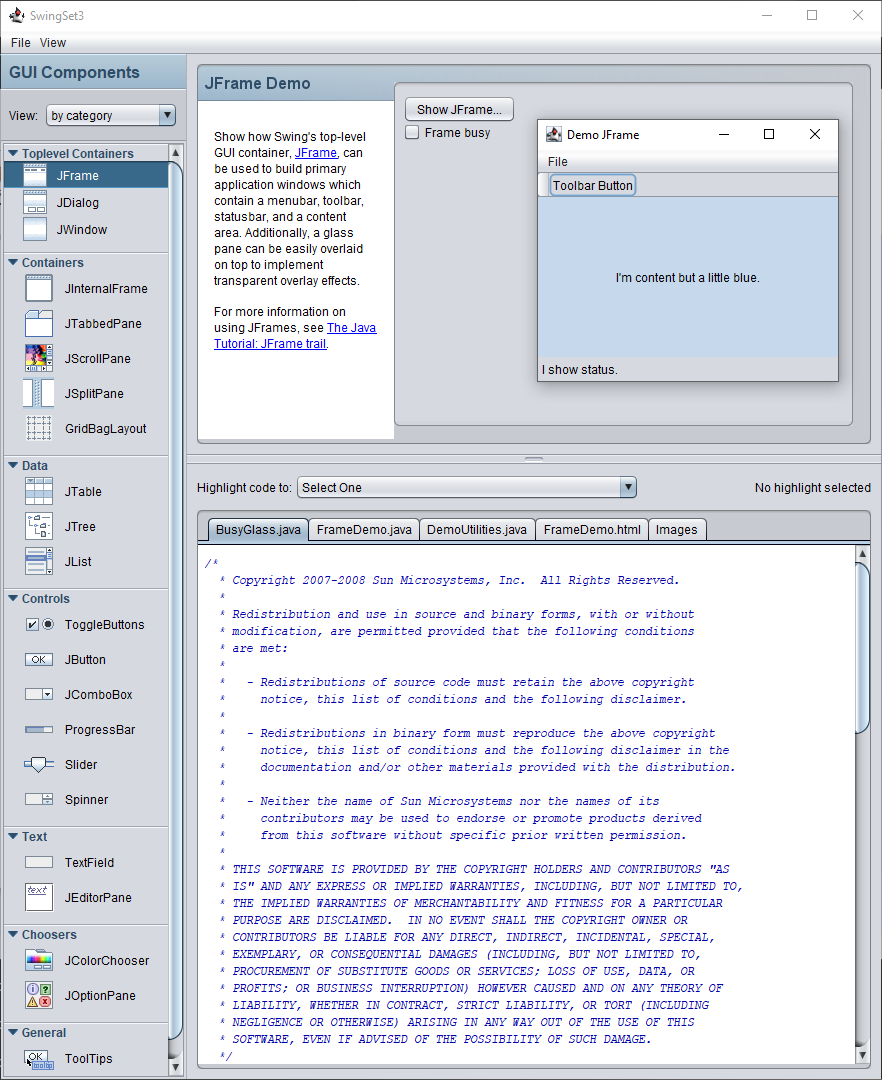 SwingSet3
File View
GUI Components
View: by category
Toplevel Containers
JFrame
JDialog
JWindow
Containers
JInternalFrame
JTabbedPane
JScrollPane
JSplitPane
GridBagLayout
Data
JTable
JTree
JList
Controls
ToggleButtons
OK
JButton
JComboBox
ProgressBar
Slider
Spinner
Text
TextField
text
JEditorPane
Choosers
JColorChooser
JOptionPane
General
OK
ToolTips
JFrame Demo
Show how Swing's top-level
GUI container, JFrame, can
be used to build primary
application windows which
contain a menubar, toolbar,
statusbar, and a content
area. Additionally, a glass
pane can be easily overlaid
on top to implement
transparent overlay effects.
For more information on
using JFrames, see The Java
Tutorial: JFrame trail.
Show JFrame...
Frame busy
Demo JFrame
File
Toolbar Button
I'm content but a little blue.
I show status.
Highlight code to: Select One
No highlight selected
BusyGlass.java FrameDemo.java DemoUtilities.java FrameDemo.html Images
/*
* Copyright 2007-2008 Sun Microsystems, Inc.  All Rights Reserved.
*
* Redistribution and use in source and binary forms, with or without
* modification, are permitted provided that the following conditions
* are met:
*
*   - Redistributions of source code must retain the above copyright
*     notice, this list of conditions and the following disclaimer.
*
*   - Redistributions in binary form must reproduce the above copyright
*     notice, this list of conditions and the following disclaimer in the
*     documentation and/or other materials provided with the distribution.
*
*   - Neither the name of Sun Microsystems nor the names of its
*     contributors may be used to endorse or promote products derived
*     from this software without specific prior written permission.
*
* THIS SOFTWARE IS PROVIDED BY THE COPYRIGHT HOLDERS AND CONTRIBUTORS "AS
* IS" AND ANY EXPRESS OR IMPLIED WARRANTIES, INCLUDING, BUT NOT LIMITED TO,
* THE IMPLIED WARRANTIES OF MERCHANTABILITY AND FITNESS FOR A PARTICULAR
* PURPOSE ARE DISCLAIMED.  IN NO EVENT SHALL THE COPYRIGHT OWNER OR
* CONTRIBUTORS BE LIABLE FOR ANY DIRECT, INDIRECT, INCIDENTAL, SPECIAL,
* EXEMPLARY, OR CONSEQUENTIAL DAMAGES (INCLUDING, BUT NOT LIMITED TO,
* PROCUREMENT OF SUBSTITUTE GOODS OR SERVICES; LOSS OF USE, DATA, OR
* PROFITS; OR BUSINESS INTERRUPTION) HOWEVER CAUSED AND ON ANY THEORY OF
* LIABILITY, WHETHER IN CONTRACT, STRICT LIABILITY, OR TORT (INCLUDING
* NEGLIGENCE OR OTHERWISE) ARISING IN ANY WAY OUT OF THE USE OF THIS
* SOFTWARE, EVEN IF ADVISED OF THE POSSIBILITY OF SUCH DAMAGE.
*/